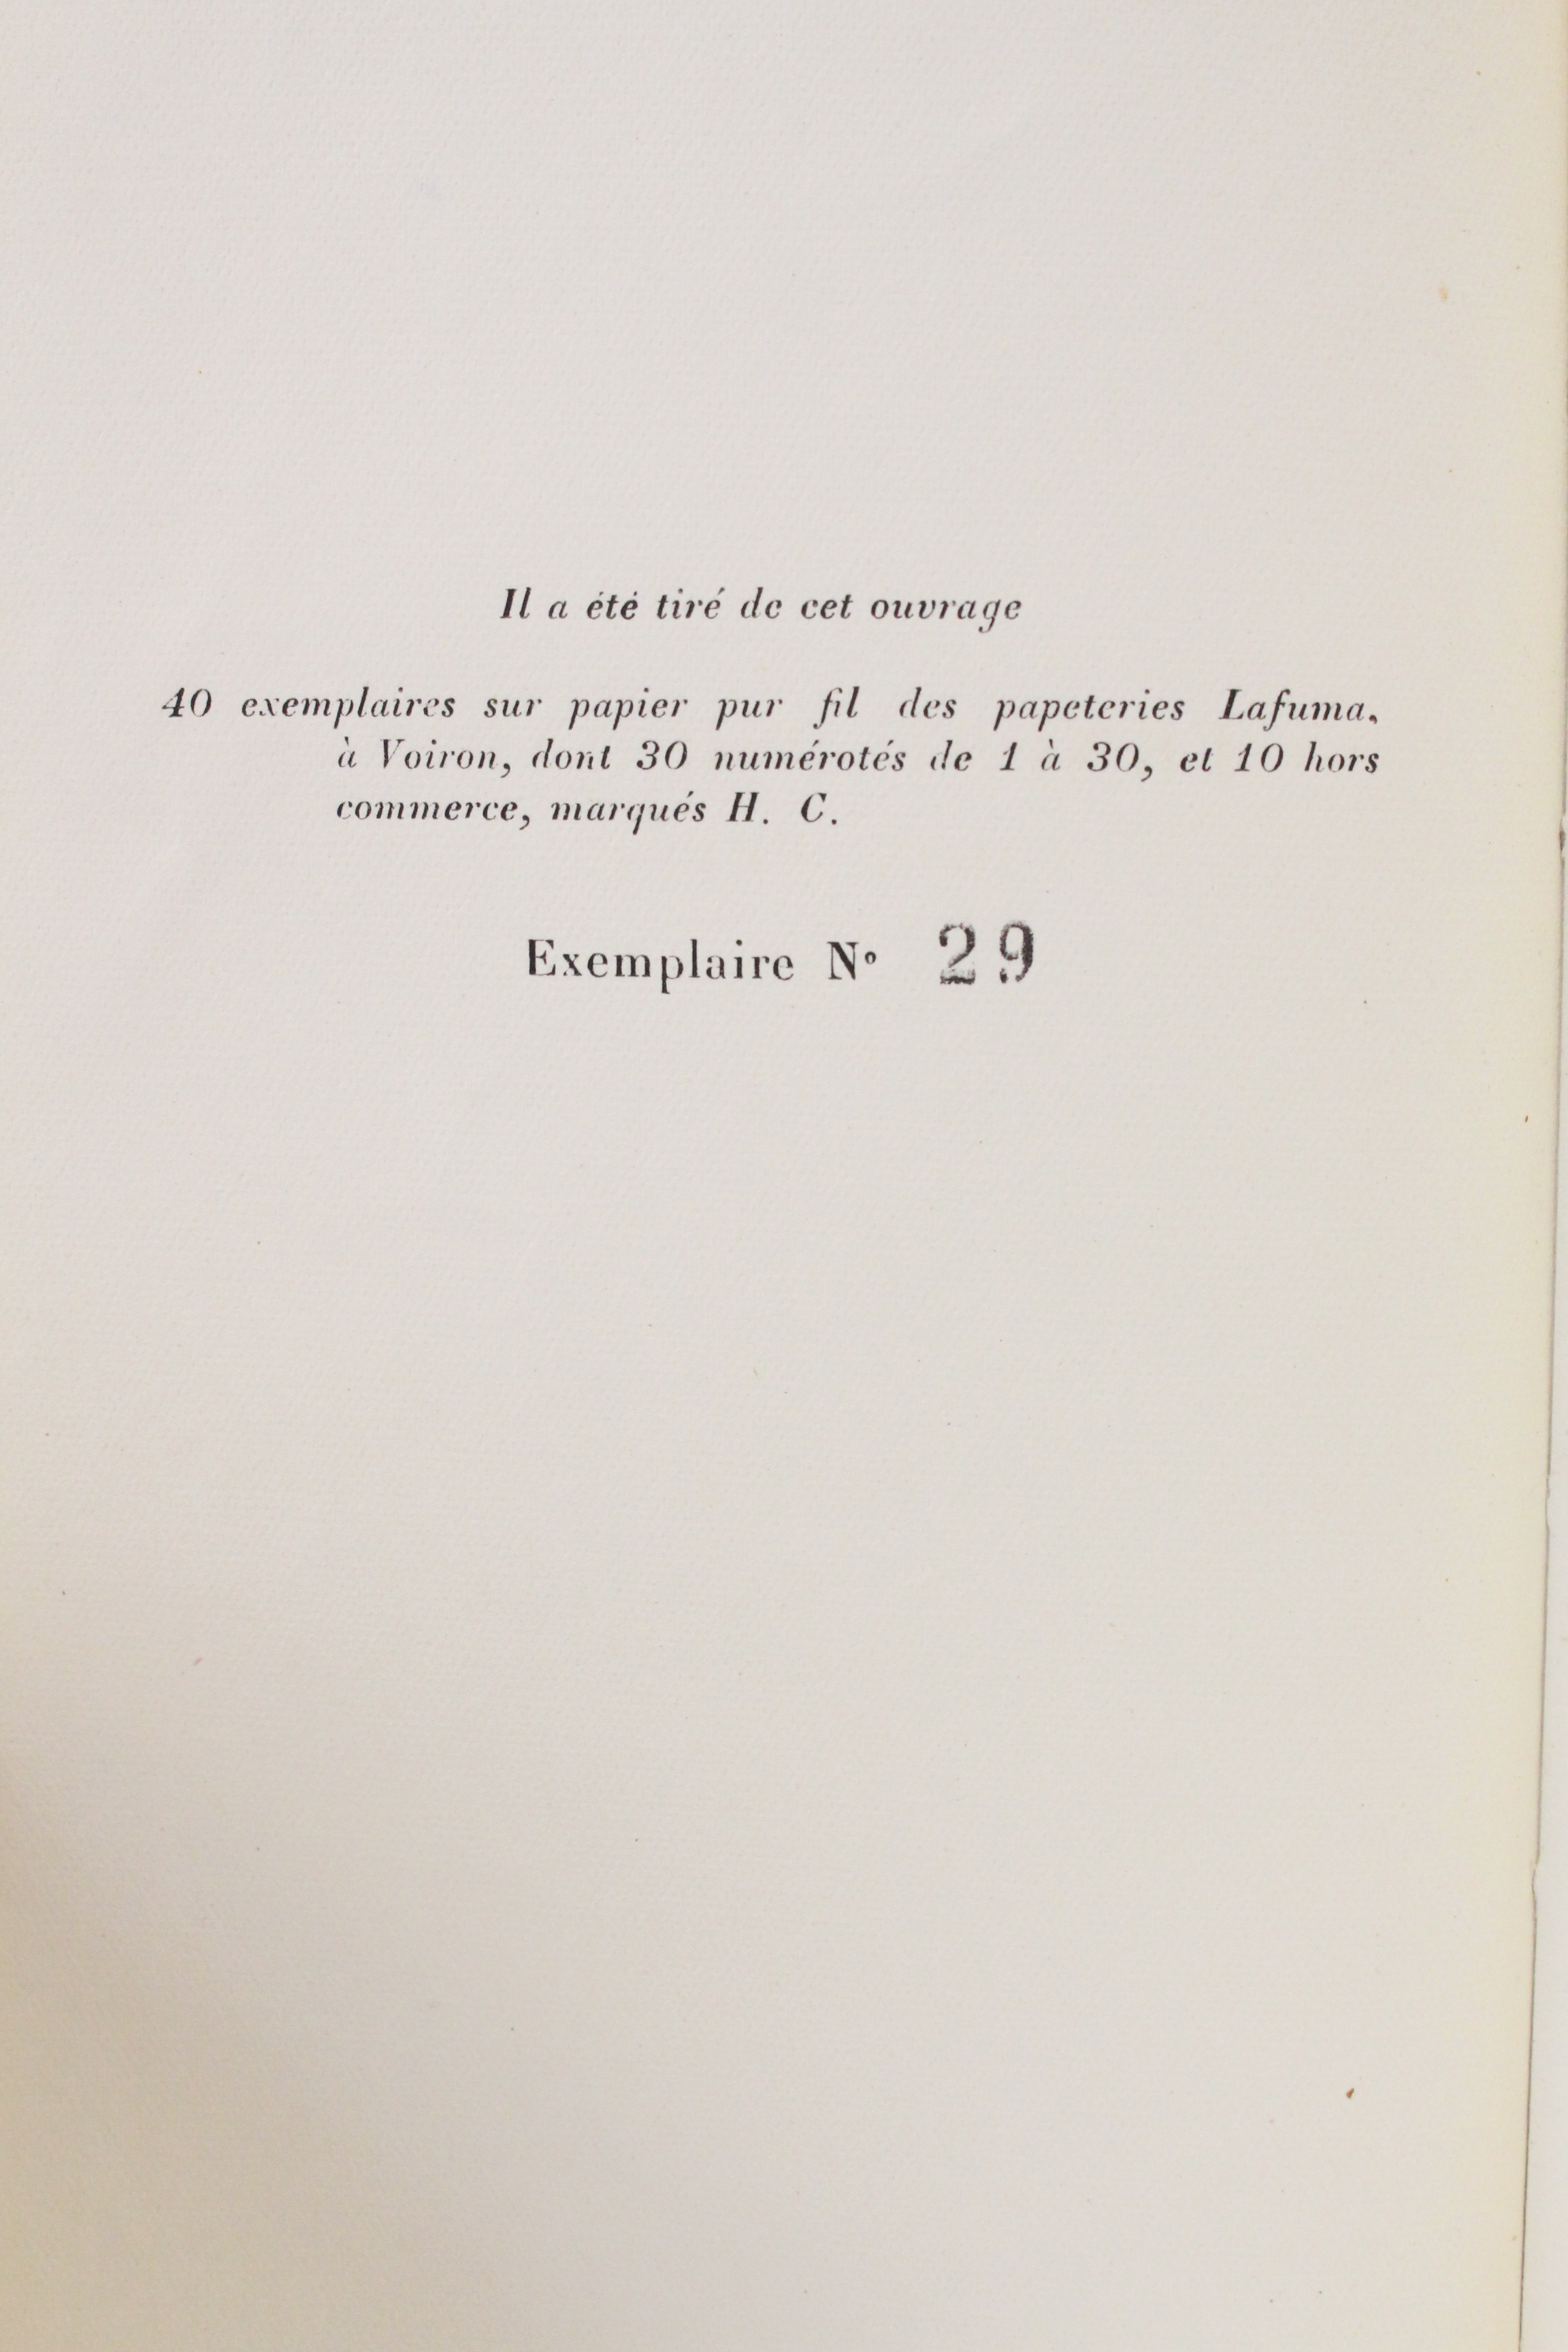 Il a été tiré de cet ouvrage
40 exemplaires sur papier pur fil des papeteries Lafuma,
à Voiron, dont 30 numérotés de 1 à 30, et 10 hors
commerce, marqués H. C.
Exemplaire N° 29